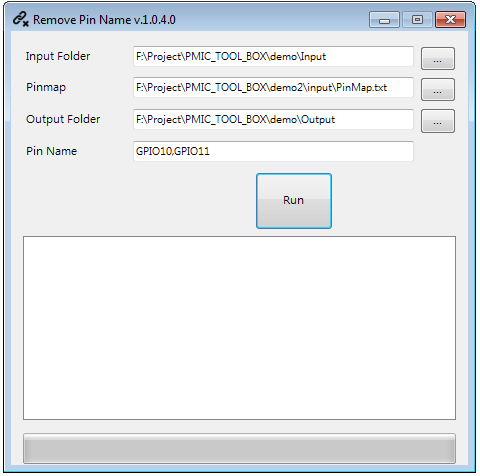 Remove Pin Name v.1.0.4.0
Input Folder F:\Project\PMIC_TOOL_BOX\demo\Input ...
Pinmap F:\Project\PMIC_TOOL_BOX\demo2\input\PinMap.txt ...
Output Folder F:\Project\PMIC_TOOL_BOX\demo\Output ...
Pin Name GPIO10,GPIO11
Run